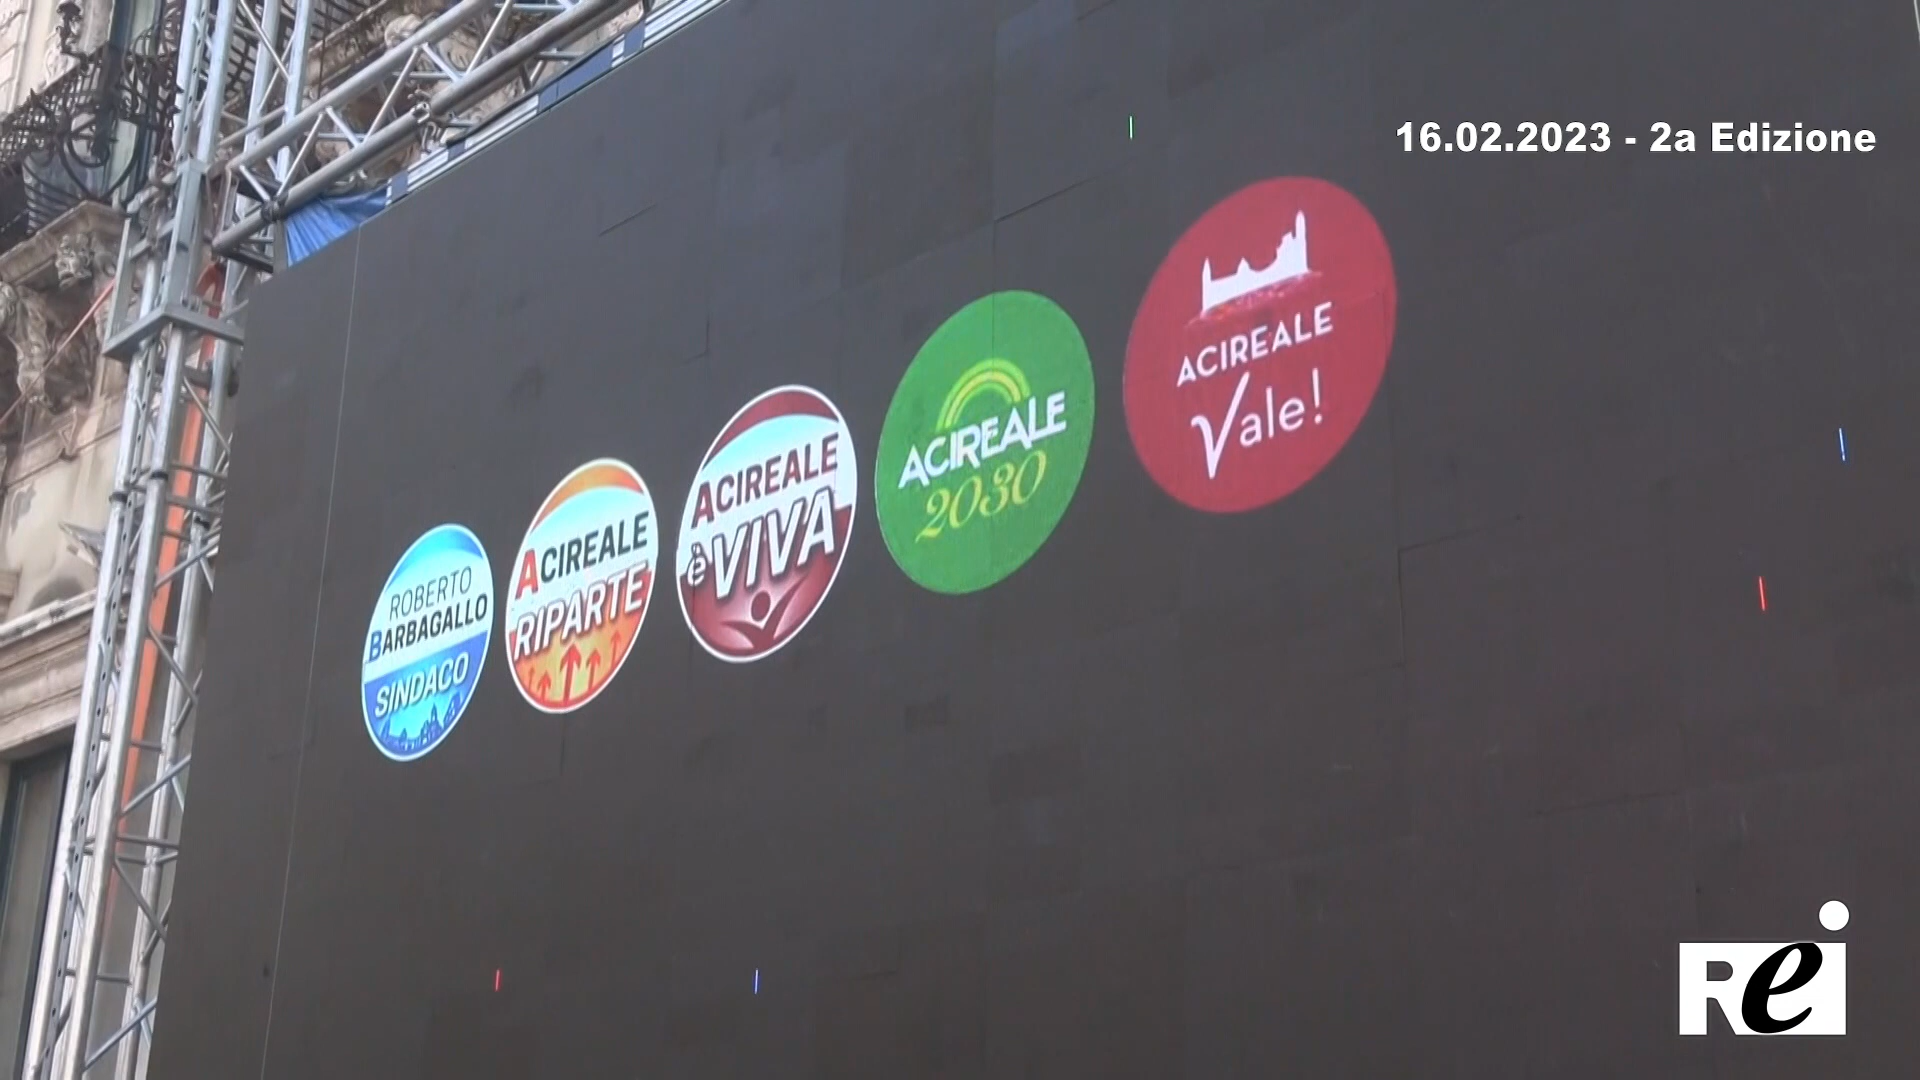 16.02.2023 - 2a Edizione
ROBERTO
BARBAGALLO
SINDACO
ACIREALE
RIPARTE
ACIREALE
è VIVA
ACIREALE
2030
ACIREALE
Vale!
Rei